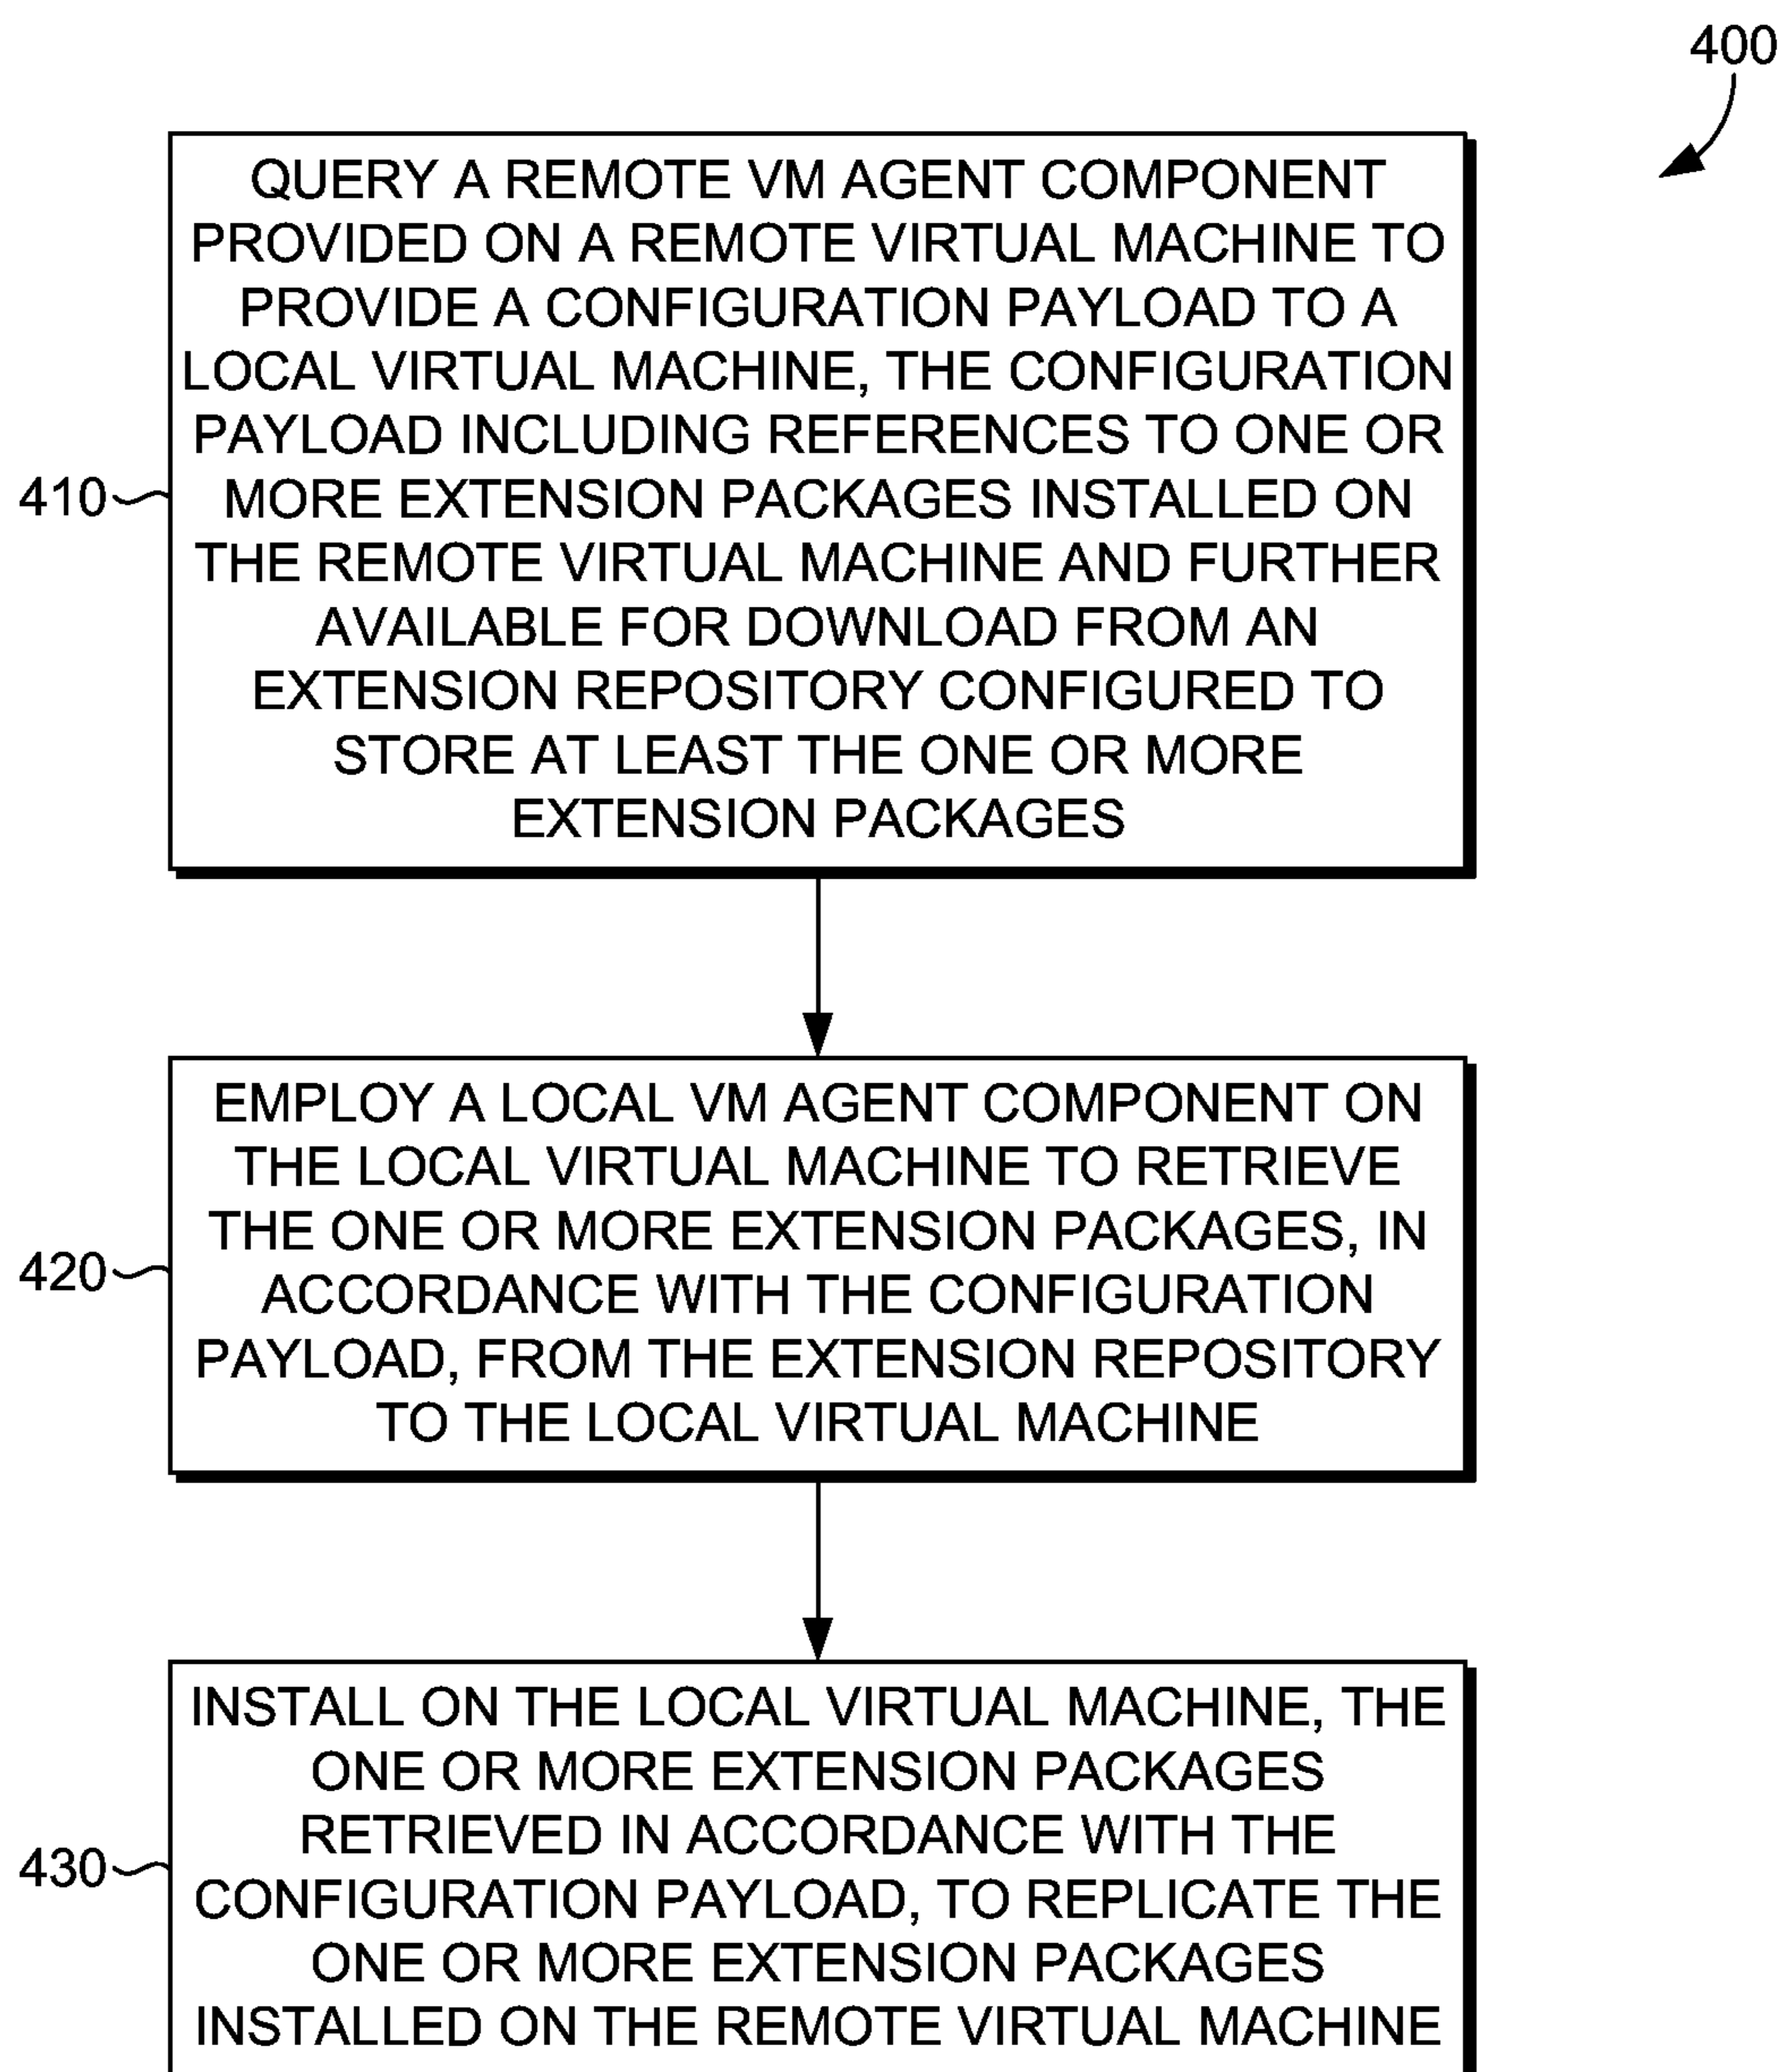 400
QUERY A REMOTE VM AGENT COMPONENT
PROVIDED ON A REMOTE VIRTUAL MACHINE TO
PROVIDE A CONFIGURATION PAYLOAD TO A
LOCAL VIRTUAL MACHINE, THE CONFIGURATION
PAYLOAD INCLUDING REFERENCES TO ONE OR
410
MORE EXTENSION PACKAGES INSTALLED ON
THE REMOTE VIRTUAL MACHINE AND FURTHER
AVAILABLE FOR DOWNLOAD FROM AN
EXTENSION REPOSITORY CONFIGURED TO
STORE AT LEAST THE ONE OR MORE
EXTENSION PACKAGES
EMPLOY A LOCAL VM AGENT COMPONENT ON
THE LOCAL VIRTUAL MACHINE TO RETRIEVE
THE ONE OR MORE EXTENSION PACKAGES, IN
420
ACCORDANCE WITH THE CONFIGURATION
PAYLOAD, FROM THE EXTENSION REPOSITORY
TO THE LOCAL VIRTUAL MACHINE
INSTALL ON THE LOCAL VIRTUAL MACHINE, THE
ONE OR MORE EXTENSION PACKAGES
RETRIEVED IN ACCORDANCE WITH THE
430
CONFIGURATION PAYLOAD, TO REPLICATE THE
ONE OR MORE EXTENSION PACKAGES
INSTALLED ON THE REMOTE VIRTUAL MACHINE